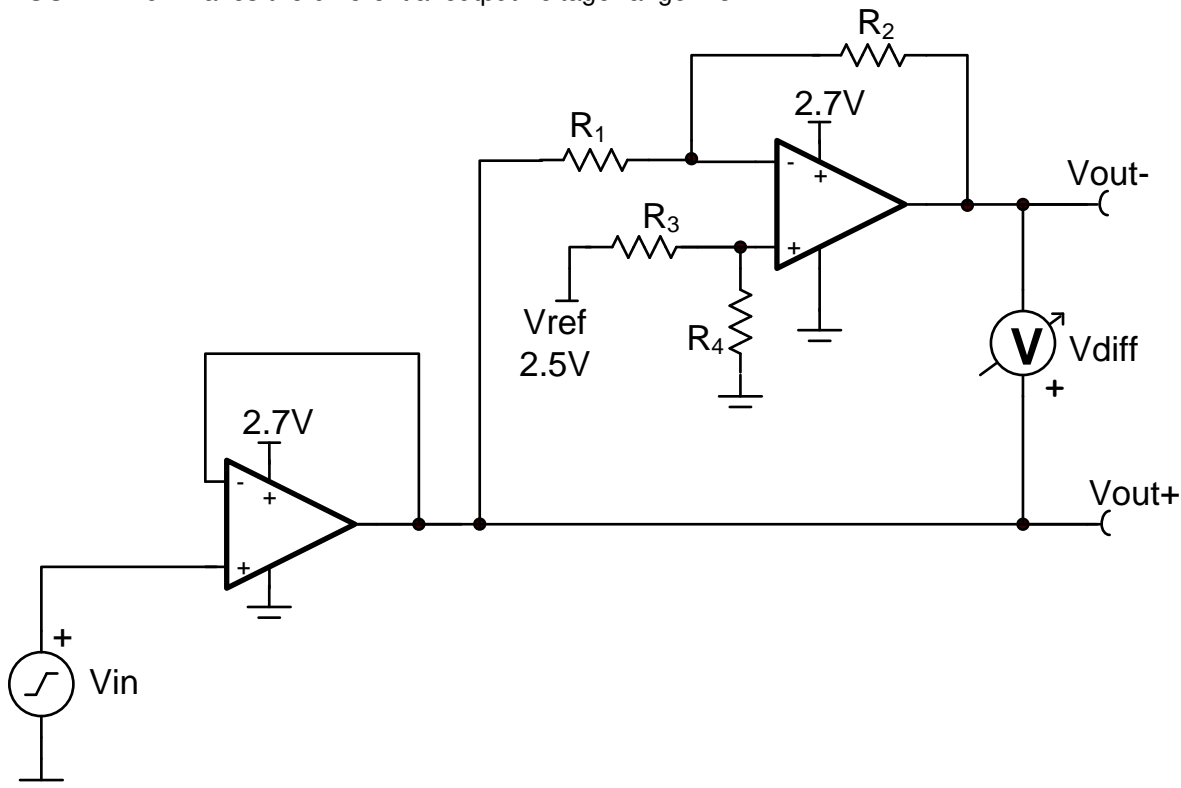 R2
2.7V
R1
-
+
Vout-
R3
+
Vref
2.5V
R4
V
Vdiff
+
2.7V
-
+
Vout+
+
+
Vin